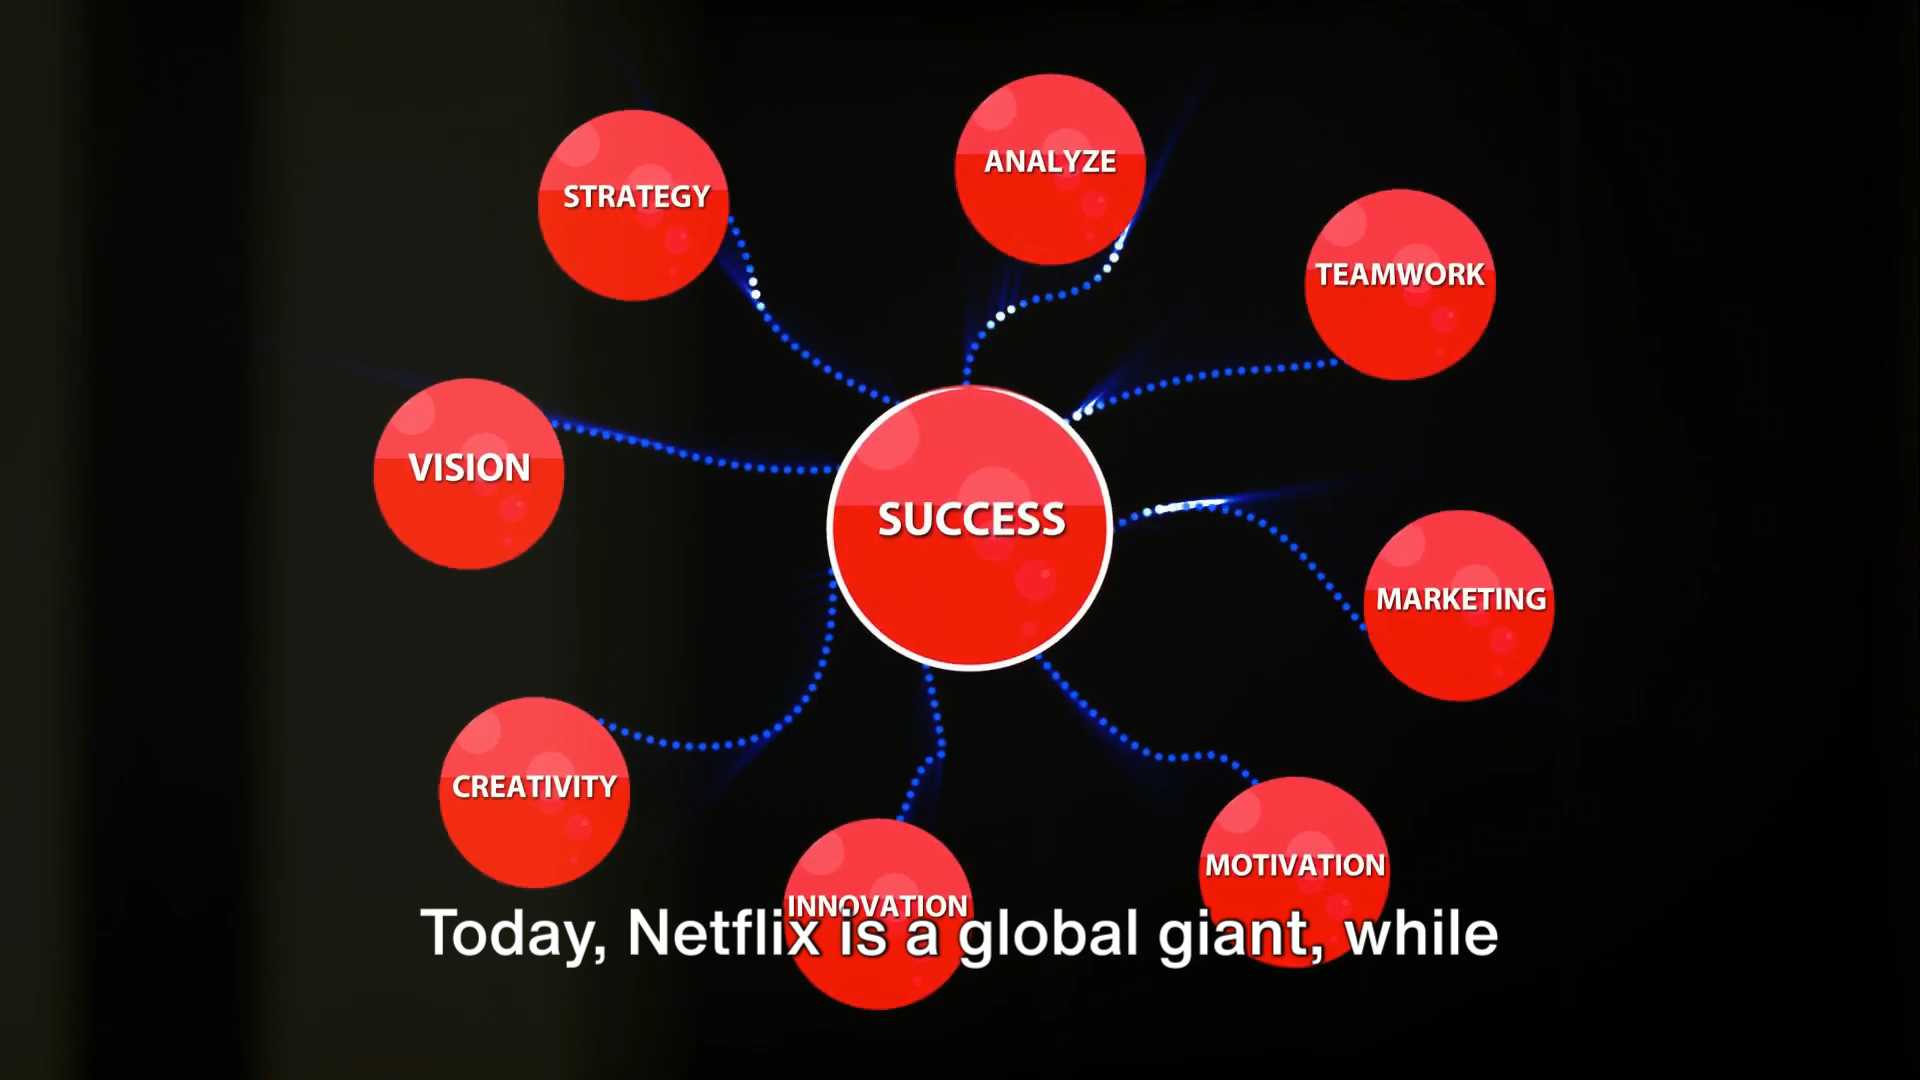 ANALYZE
STRATEGY
TEAMWORK
VISION
SUCCESS
MARKETING
CREATIVITY
MOTIVATION
INNOVATION
Today, Netflix is a global giant, while